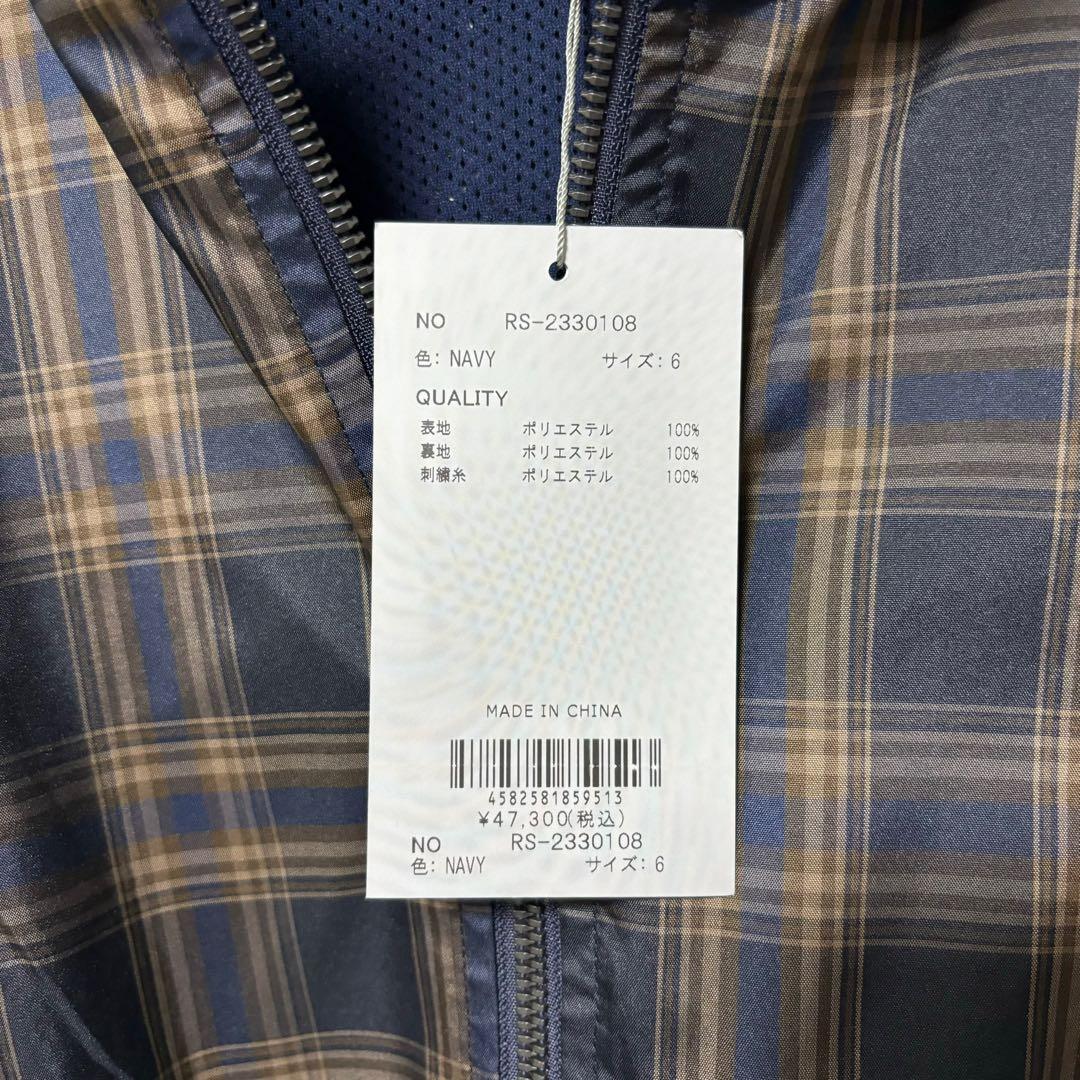 NO RS-2330108
色: NAVY サイズ: 6
QUALITY
表地 ポリエステル 100%
裏地 ポリエステル 100%
刺繍糸 ポリエステル 100%
MADE IN CHINA
4582581859513
¥47,300(税込)
NO RS-2330108
色: NAVY サイズ: 6